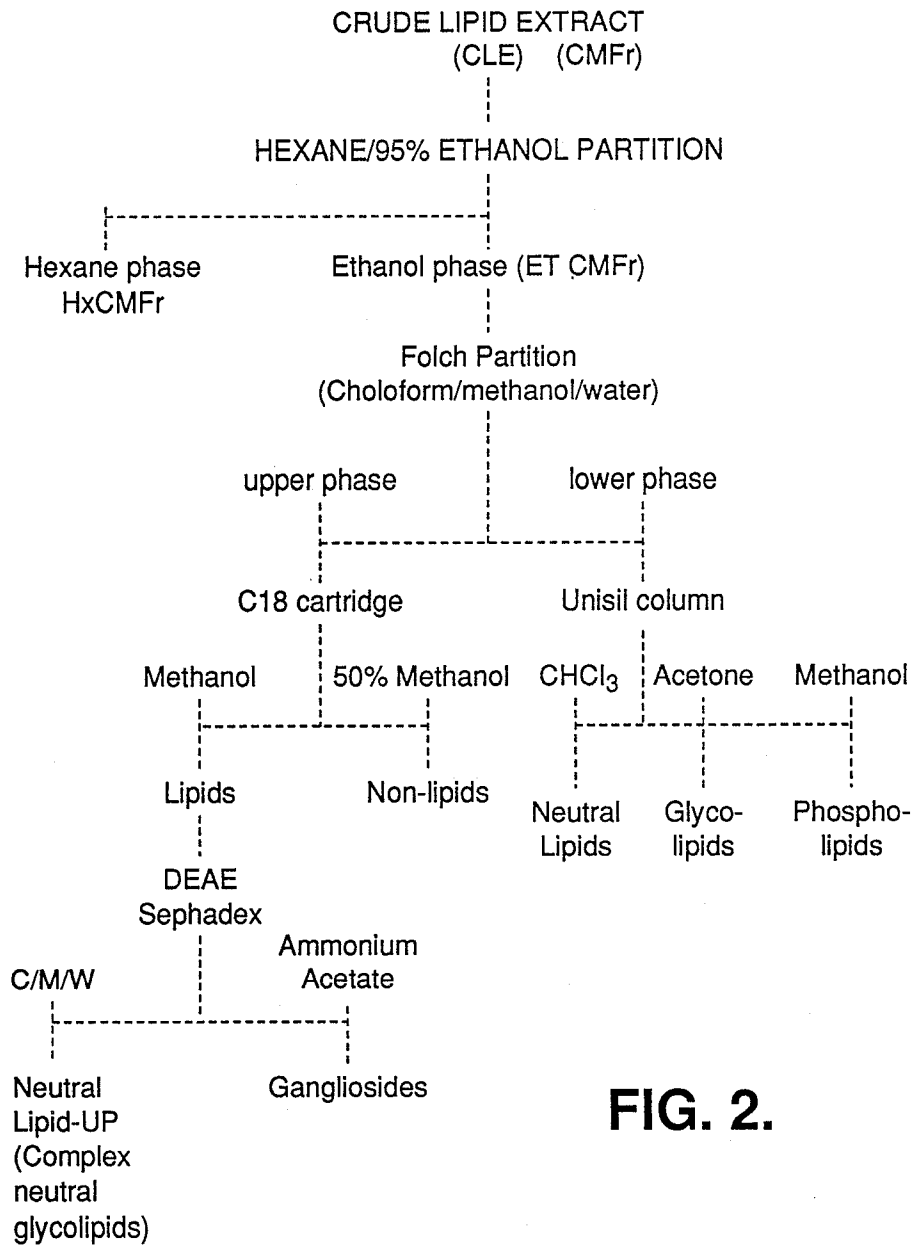 CRUDE LIPID EXTRACT
(CLE) (CMFr)
HEXANE/95% ETHANOL PARTITION
Hexane phase
HxCMFr
Ethanol phase (ET CMFr)
Folch Partition
(Choloform/methanol/water)
upper phase
lower phase
C18 cartridge
Unisil column
Methanol
50% Methanol
CHCl3
Acetone
Methanol
Lipids
Non-lipids
Neutral
Lipids
Glyco-
lipids
Phospho-
lipids
DEAE
Sephadex
C/M/W
Ammonium
Acetate
Neutral
Lipid-UP
(Complex
neutral
glycolipids)
Gangliosides
FIG. 2.